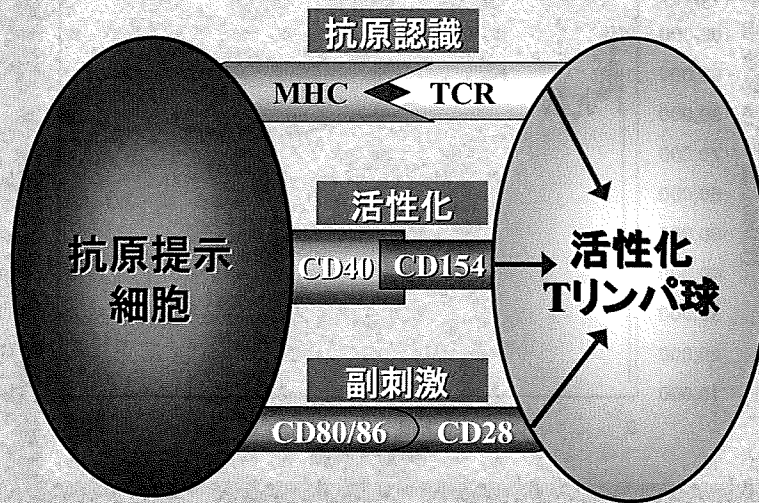 抗原認識
MHC TCR
活性化
抗原提示
細胞
CD40 CD154
活性化
Tリンパ球
副刺激
CD80/86 CD28